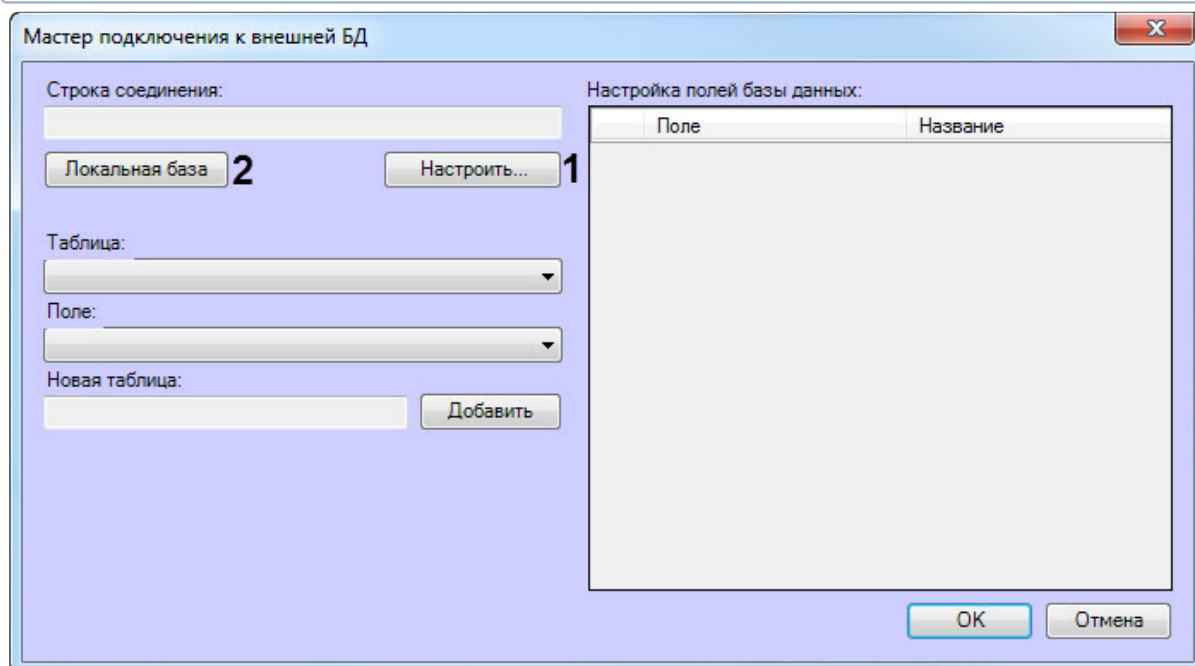 Мастер подключения к внешней БД
X
Строка соединения:
Локальная база 2
Настроить... 1
Таблица:
Поле:
Новая таблица:
Добавить
Настройка полей базы данных:
Поле Название
OK Отмена